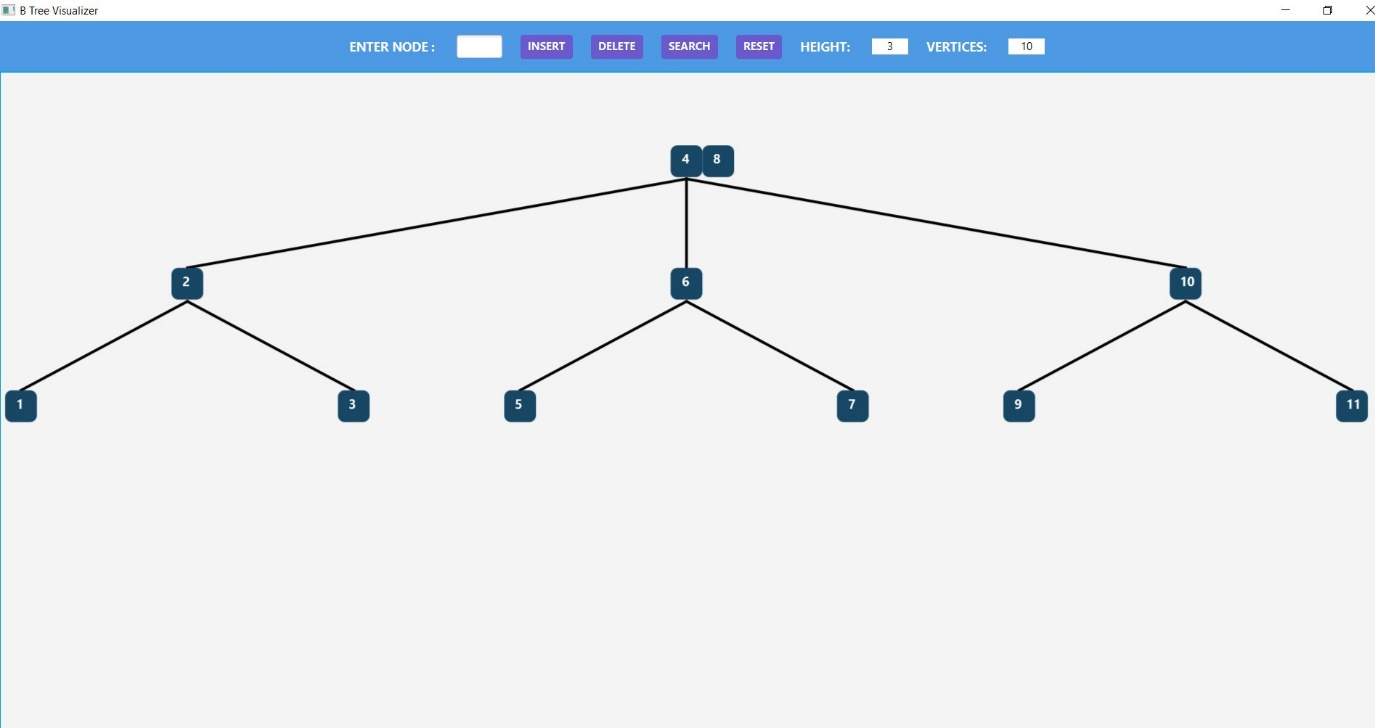 B Tree Visualizer
ENTER NODE : INSERT DELETE SEARCH RESET HEIGHT: 3 VERTICES: 10
4 8
2 6 10
1 3 5 7 9 11